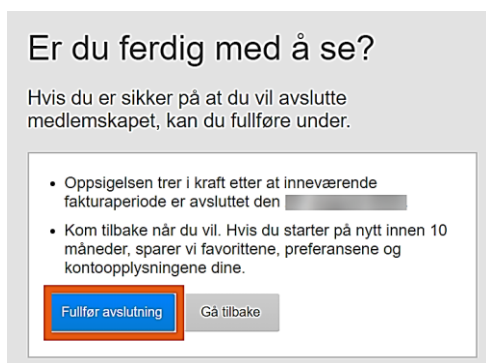 Er du ferdig med å se?
Hvis du er sikker på at du vil avslutte
medlemskapet, kan du fullføre under.
• Oppsigelsen trer i kraft etter at inneværende
fakturaperiode er avsluttet den
• Kom tilbake når du vil. Hvis du starter på nytt innen 10
måneder, sparer vi favorittene, preferansene og
kontoopplysningene dine.
Fullfør avslutning Gå tilbake